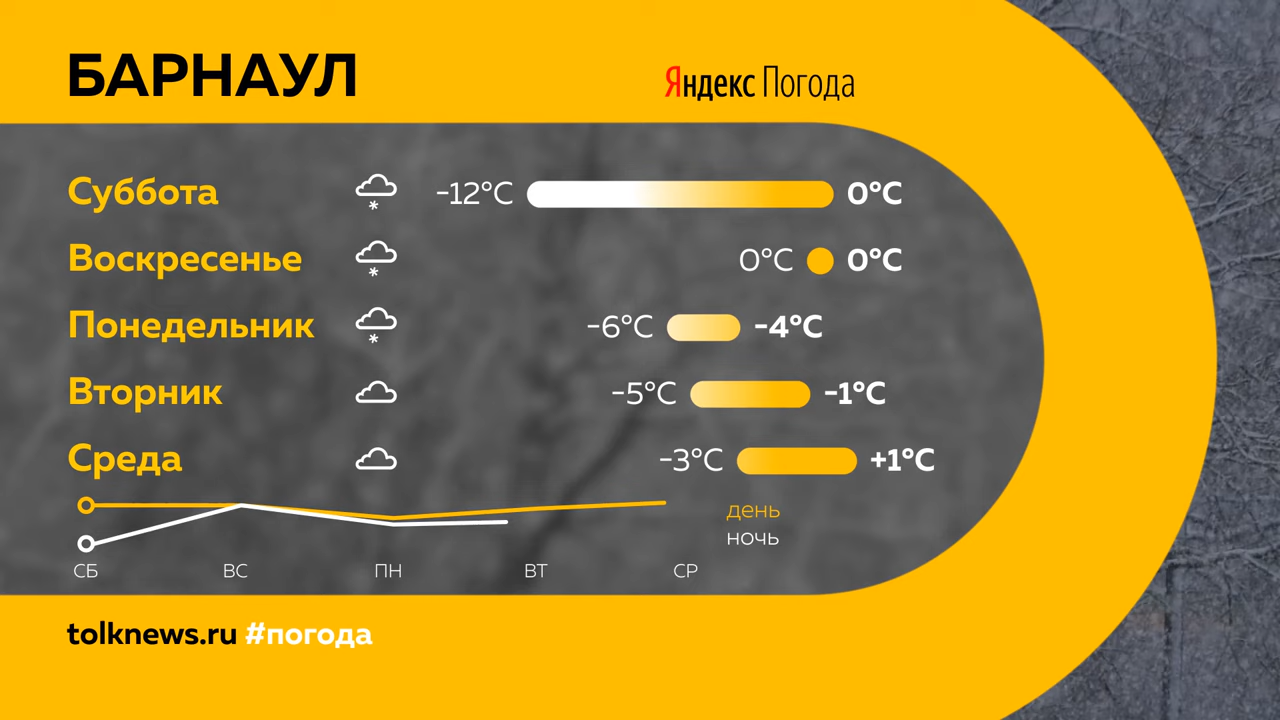 БАРНАУЛ
Яндекс Погода
Суббота -12°C 0°C
Воскресенье 0°C 0°C
Понедельник -6°C -4°C
Вторник -5°C -1°C
Среда -3°C +1°C
день
ночь
СБ ВС ПН ВТ СР
tolknews.ru #погода